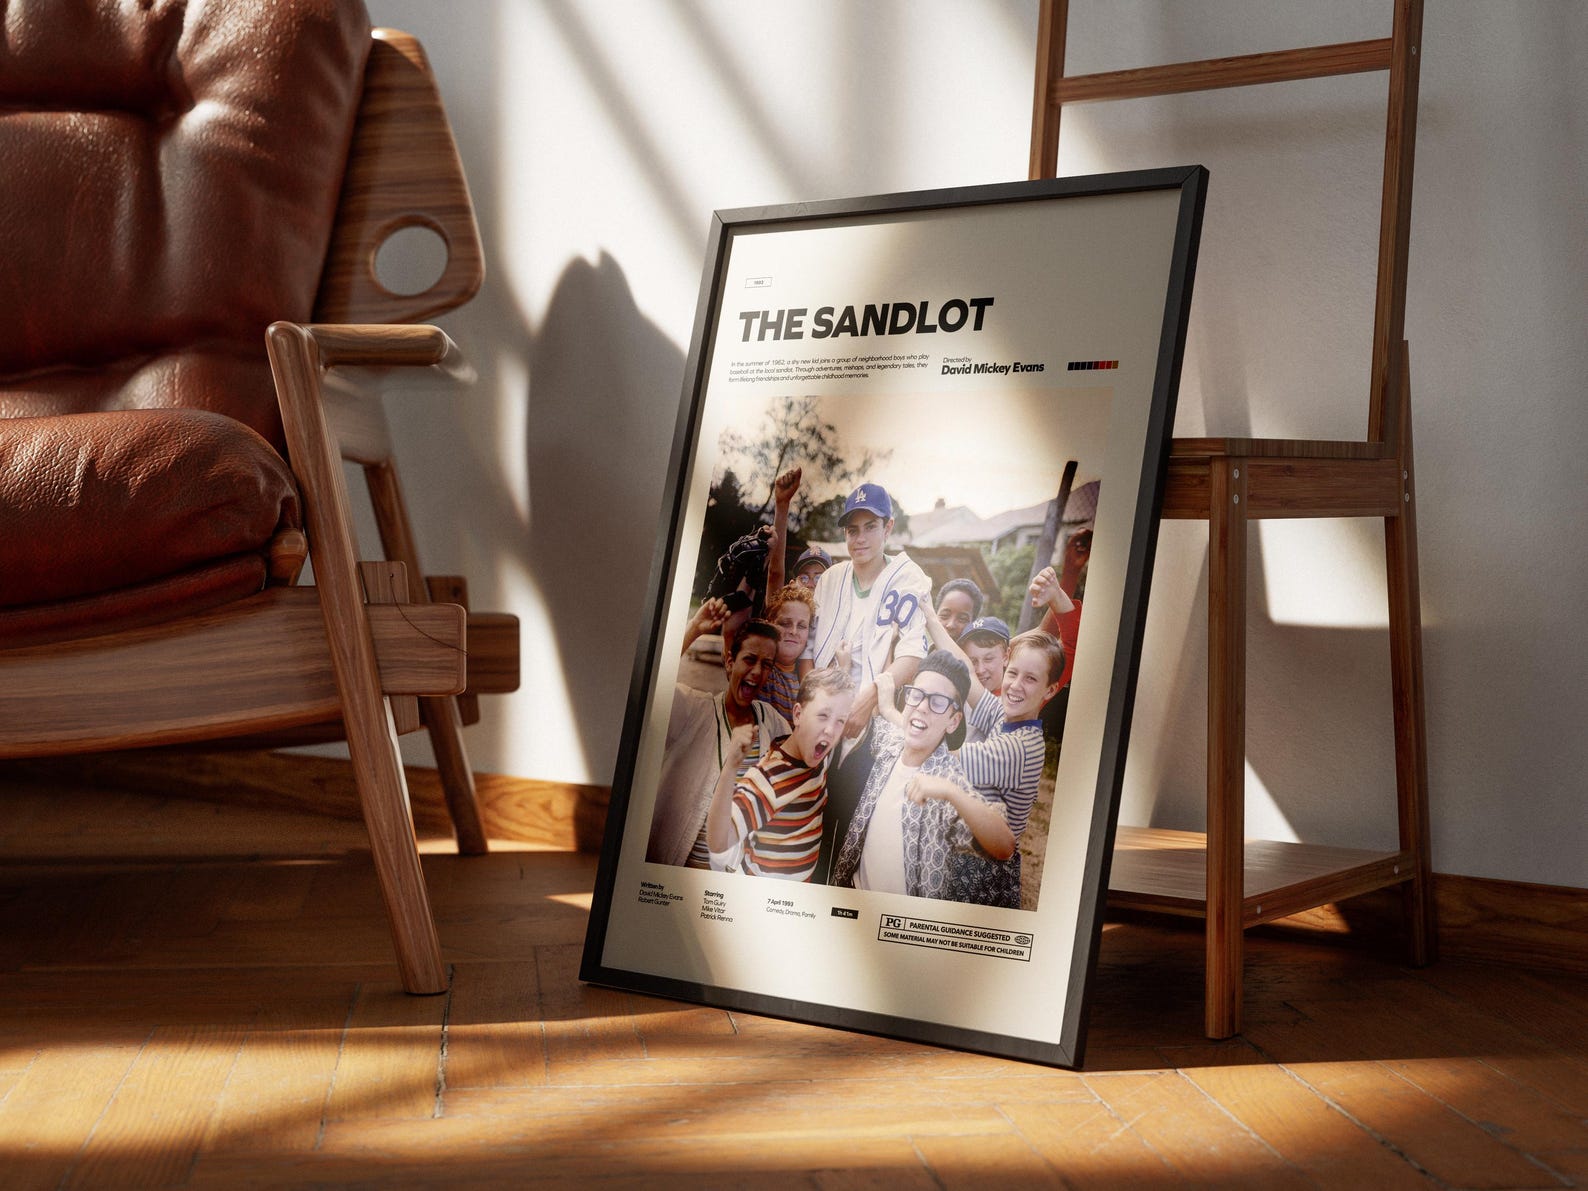 1993
THE SANDLOT
In the summer of 1962, a shy new kid joins a group of neighborhood boys who play
baseball at the local sandlot. Through adventures, mishaps, and legendary tales, they
form lifelong friendships and unforgettable childhood memories.
Directed by
David Mickey Evans
LA
30
NY
Written by
David Mickey Evans
Robert Gunter
Starring
Tom Guiry
Mike Vitar
Patrick Renna
7 April 1993
Comedy, Drama, Family
1h 41m
PG PARENTAL GUIDANCE SUGGESTED
SOME MATERIAL MAY NOT BE SUITABLE FOR CHILDREN